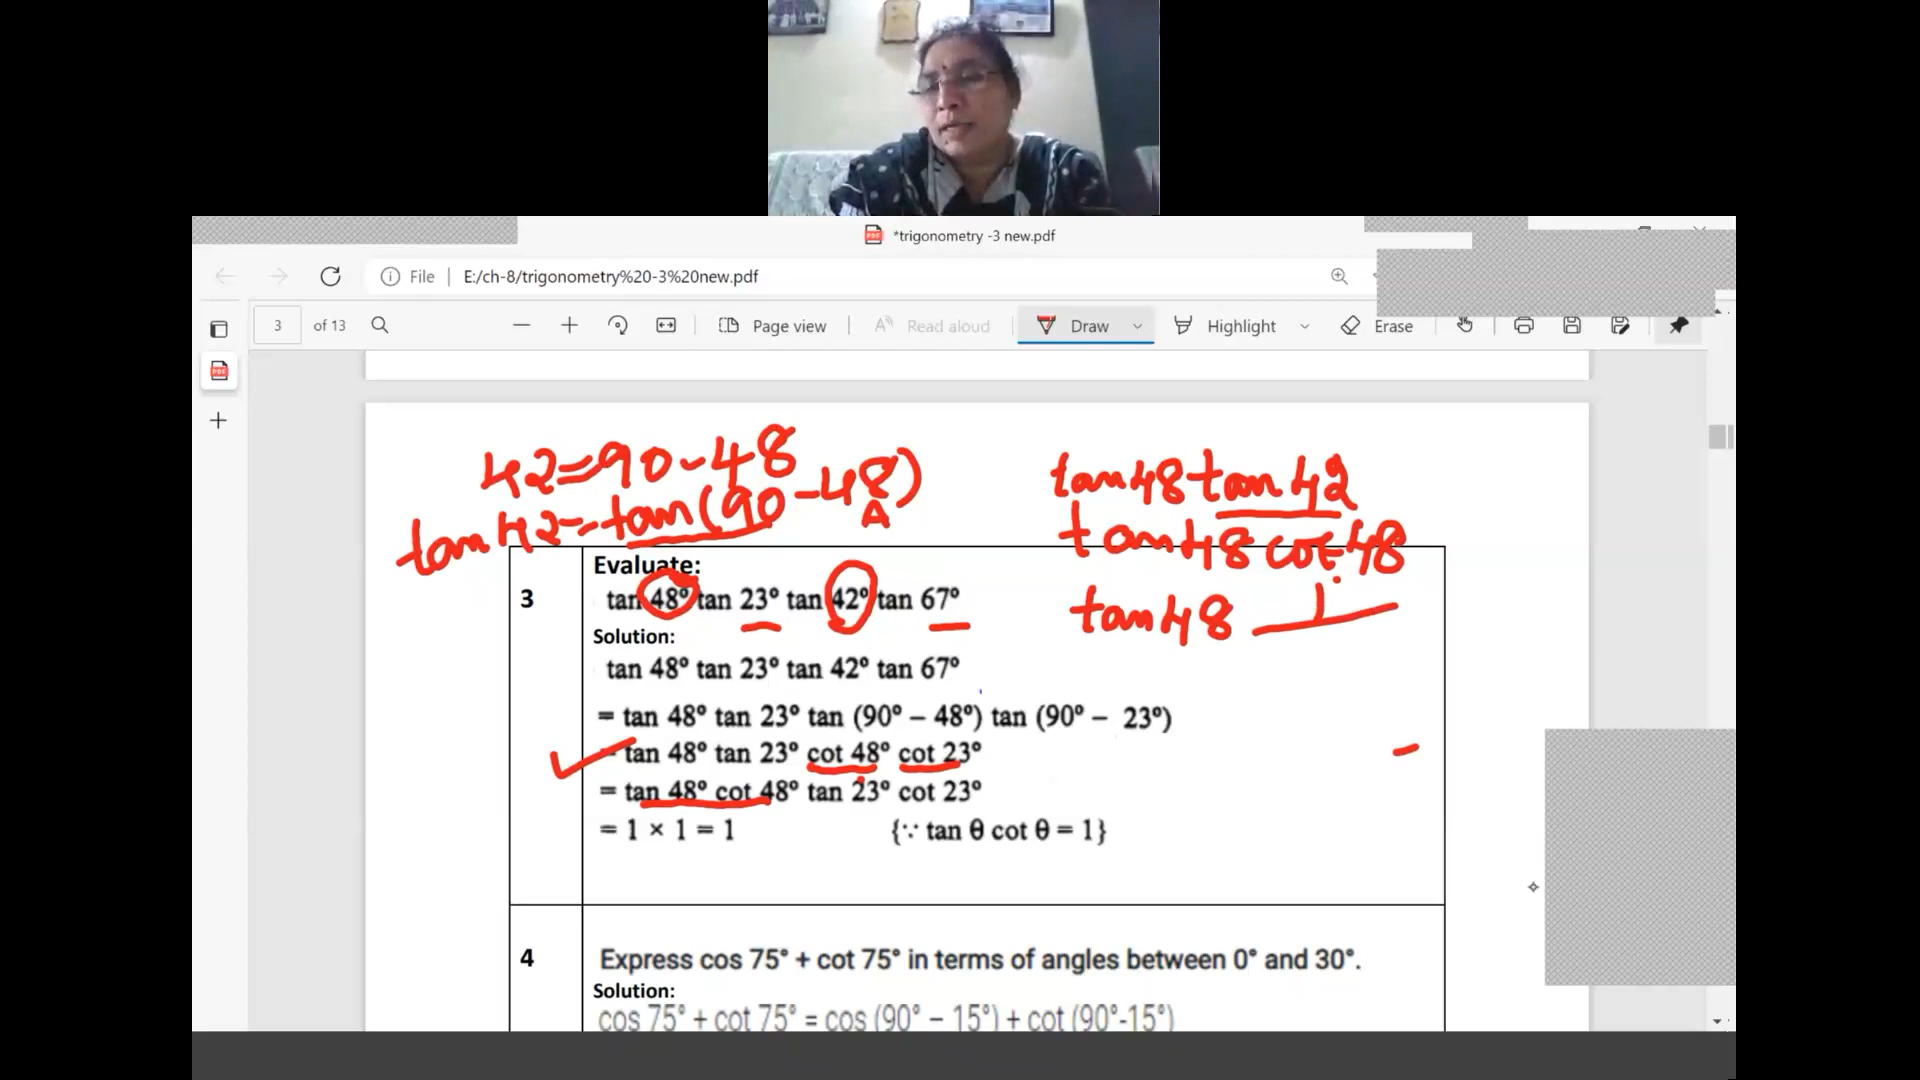 *trigonometry -3 new.pdf
File | E:/ch-8/trigonometry%20-3%20new.pdf
3 of 13
Page view
Read aloud
Draw
Highlight
Erase
42=90-48
tan42=tan(90-48)
A
tan48tan42
tan48 cot 48
tan48 1
3
Evaluate:
tan 48° tan 23° tan 42° tan 67°
Solution:
tan 48° tan 23° tan 42° tan 67°
= tan 48° tan 23° tan (90° – 48°) tan (90° – 23°)
= tan 48° tan 23° cot 48° cot 23°
= tan 48° cot 48° tan 23° cot 23°
= 1 × 1 = 1 {∵ tan θ cot θ = 1}
4
Express cos 75° + cot 75° in terms of angles between 0° and 30°.
Solution:
cos 75° + cot 75° = cos (90° – 15°) + cot (90°-15°)